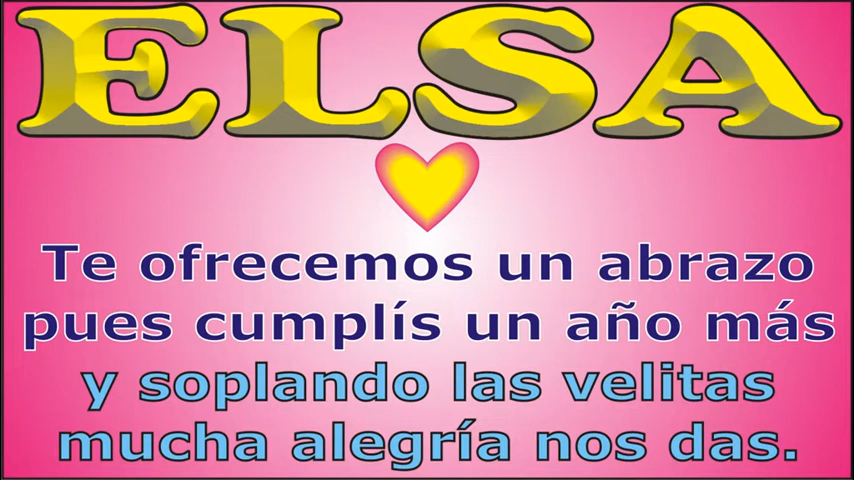 ELSA
Te ofrecemos un abrazo
pues cumplís un año más
y soplando las velitas
mucha alegría nos das.